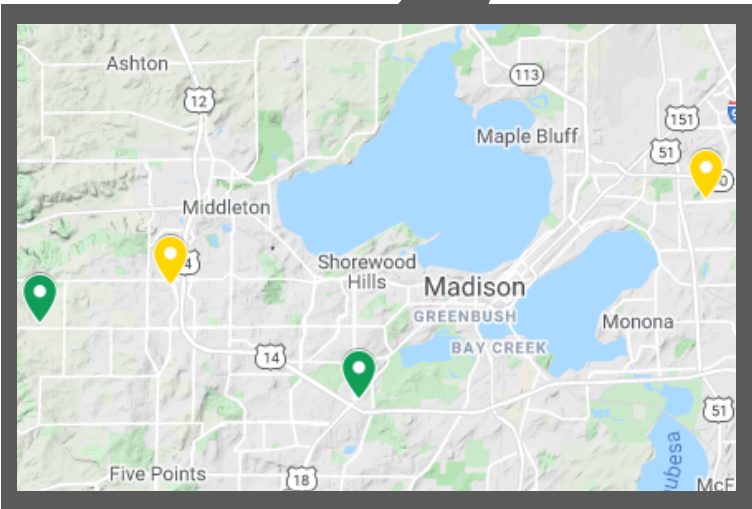 Ashton
12
113
151
Maple Bluff
51
Middleton
Shorewood
Hills
Madison
GREENBUSH
Monona
BAY CREEK
14
51
Five Points
18